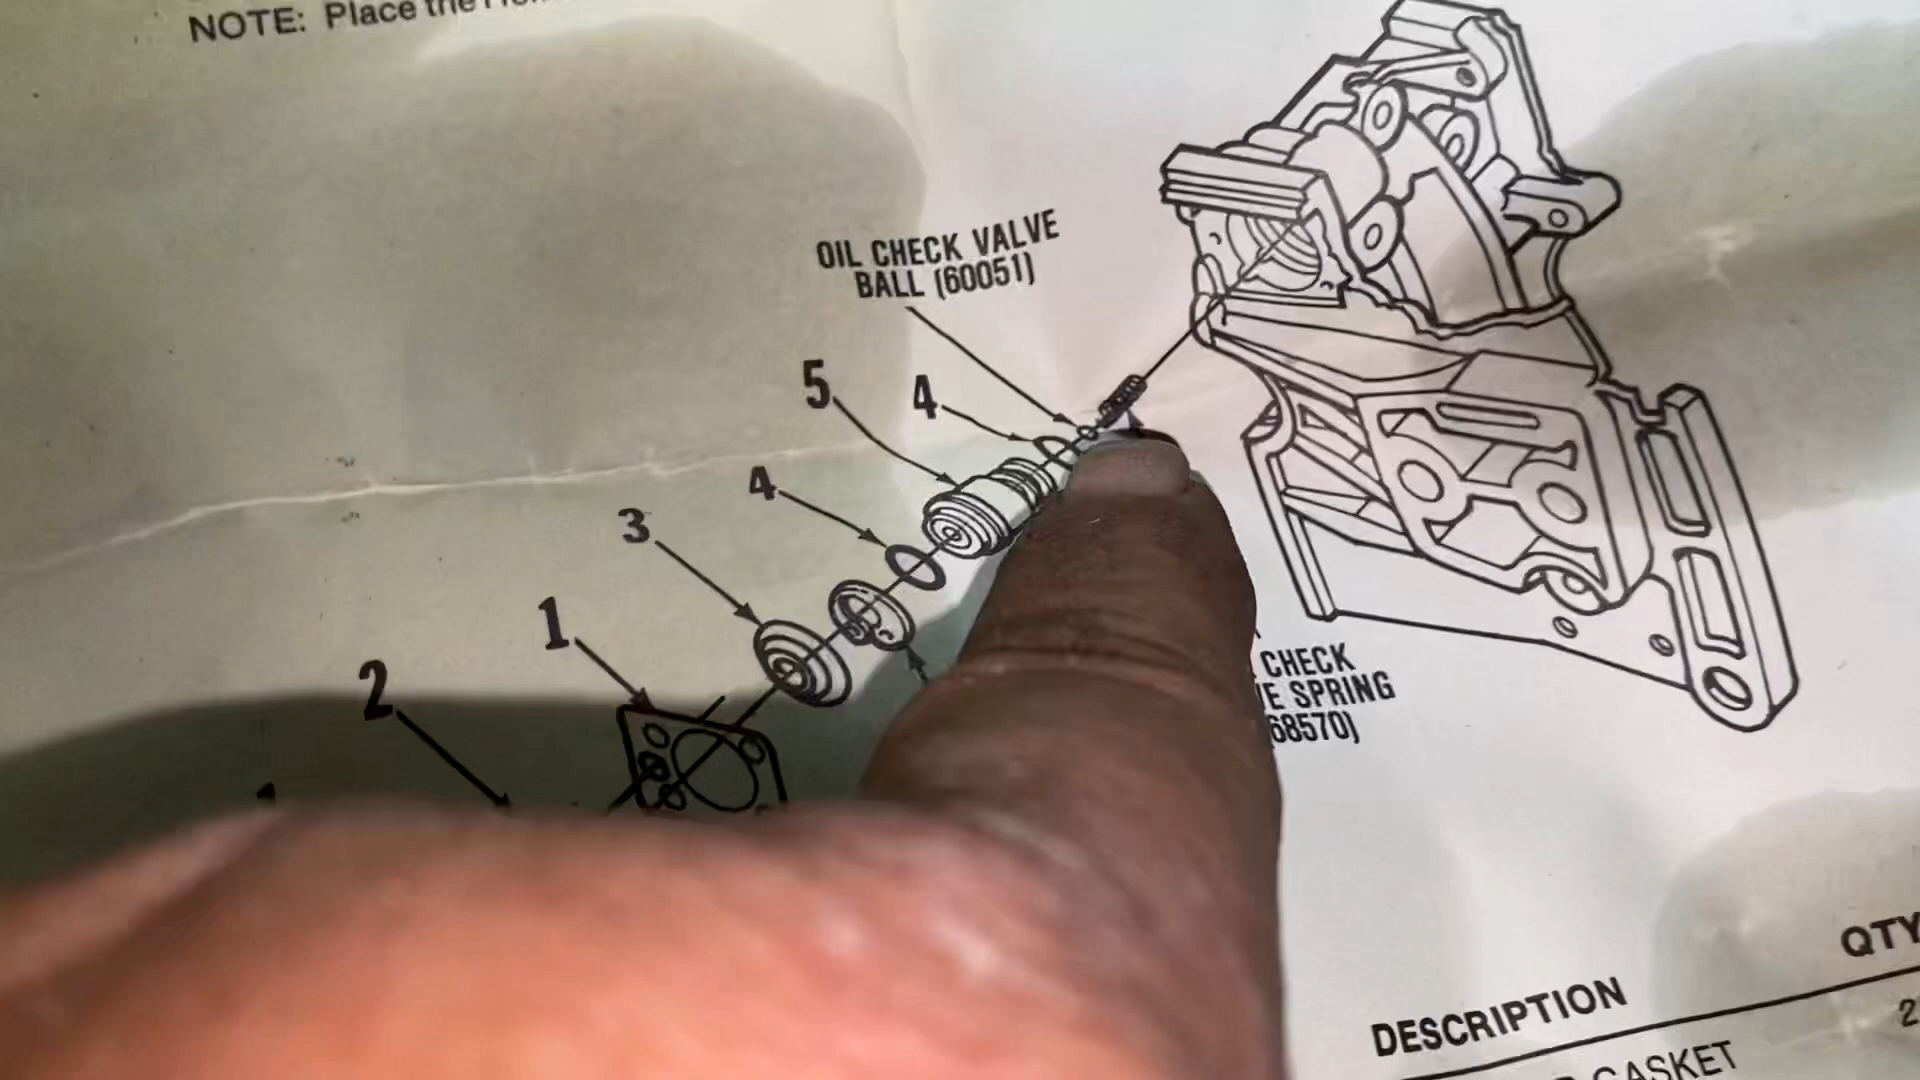 NOTE: Place the
OIL CHECK VALVE
BALL (60051)
5
4
4
3
1
2
CHECK
SPRING
68570)
QTY
DESCRIPTION
2
GASKET